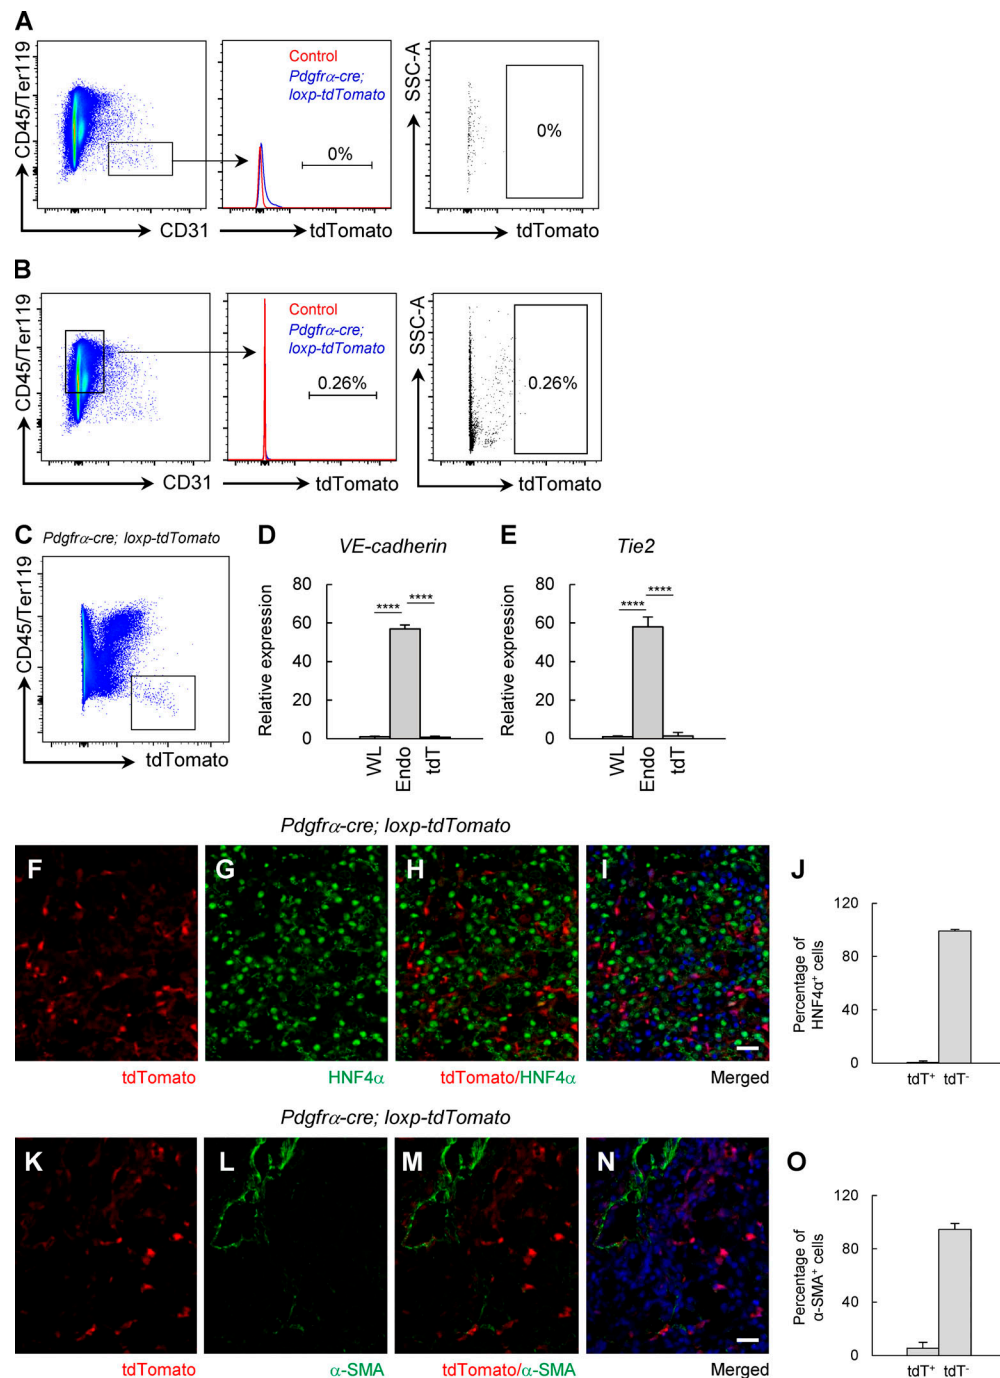 A
CD45/Ter119
Control
Pdgfrα-cre;
loxp-tdTomato
0%
SSC-A
0%
CD31
tdTomato
tdTomato
B
CD45/Ter119
Control
Pdgfrα-cre;
loxp-tdTomato
0.26%
SSC-A
0.26%
CD31
tdTomato
tdTomato
C
Pdgfrα-cre; loxp-tdTomato
CD45/Ter119
tdTomato
D
VE-cadherin
Relative expression
80
60
40
20
0
****
****
WL
Endo
tdT
E
Tie2
Relative expression
80
60
40
20
0
****
****
WL
Endo
tdT
Pdgfrα-cre; loxp-tdTomato
F
G
H
I
tdTomato
HNF4α
tdTomato/HNF4α
Merged
J
Percentage of
HNF4α+ cells
120
80
40
0
tdT+ tdT-
Pdgfrα-cre; loxp-tdTomato
K
L
M
N
tdTomato
α-SMA
tdTomato/α-SMA
Merged
O
Percentage of
α-SMA+ cells
120
80
40
0
tdT+ tdT-